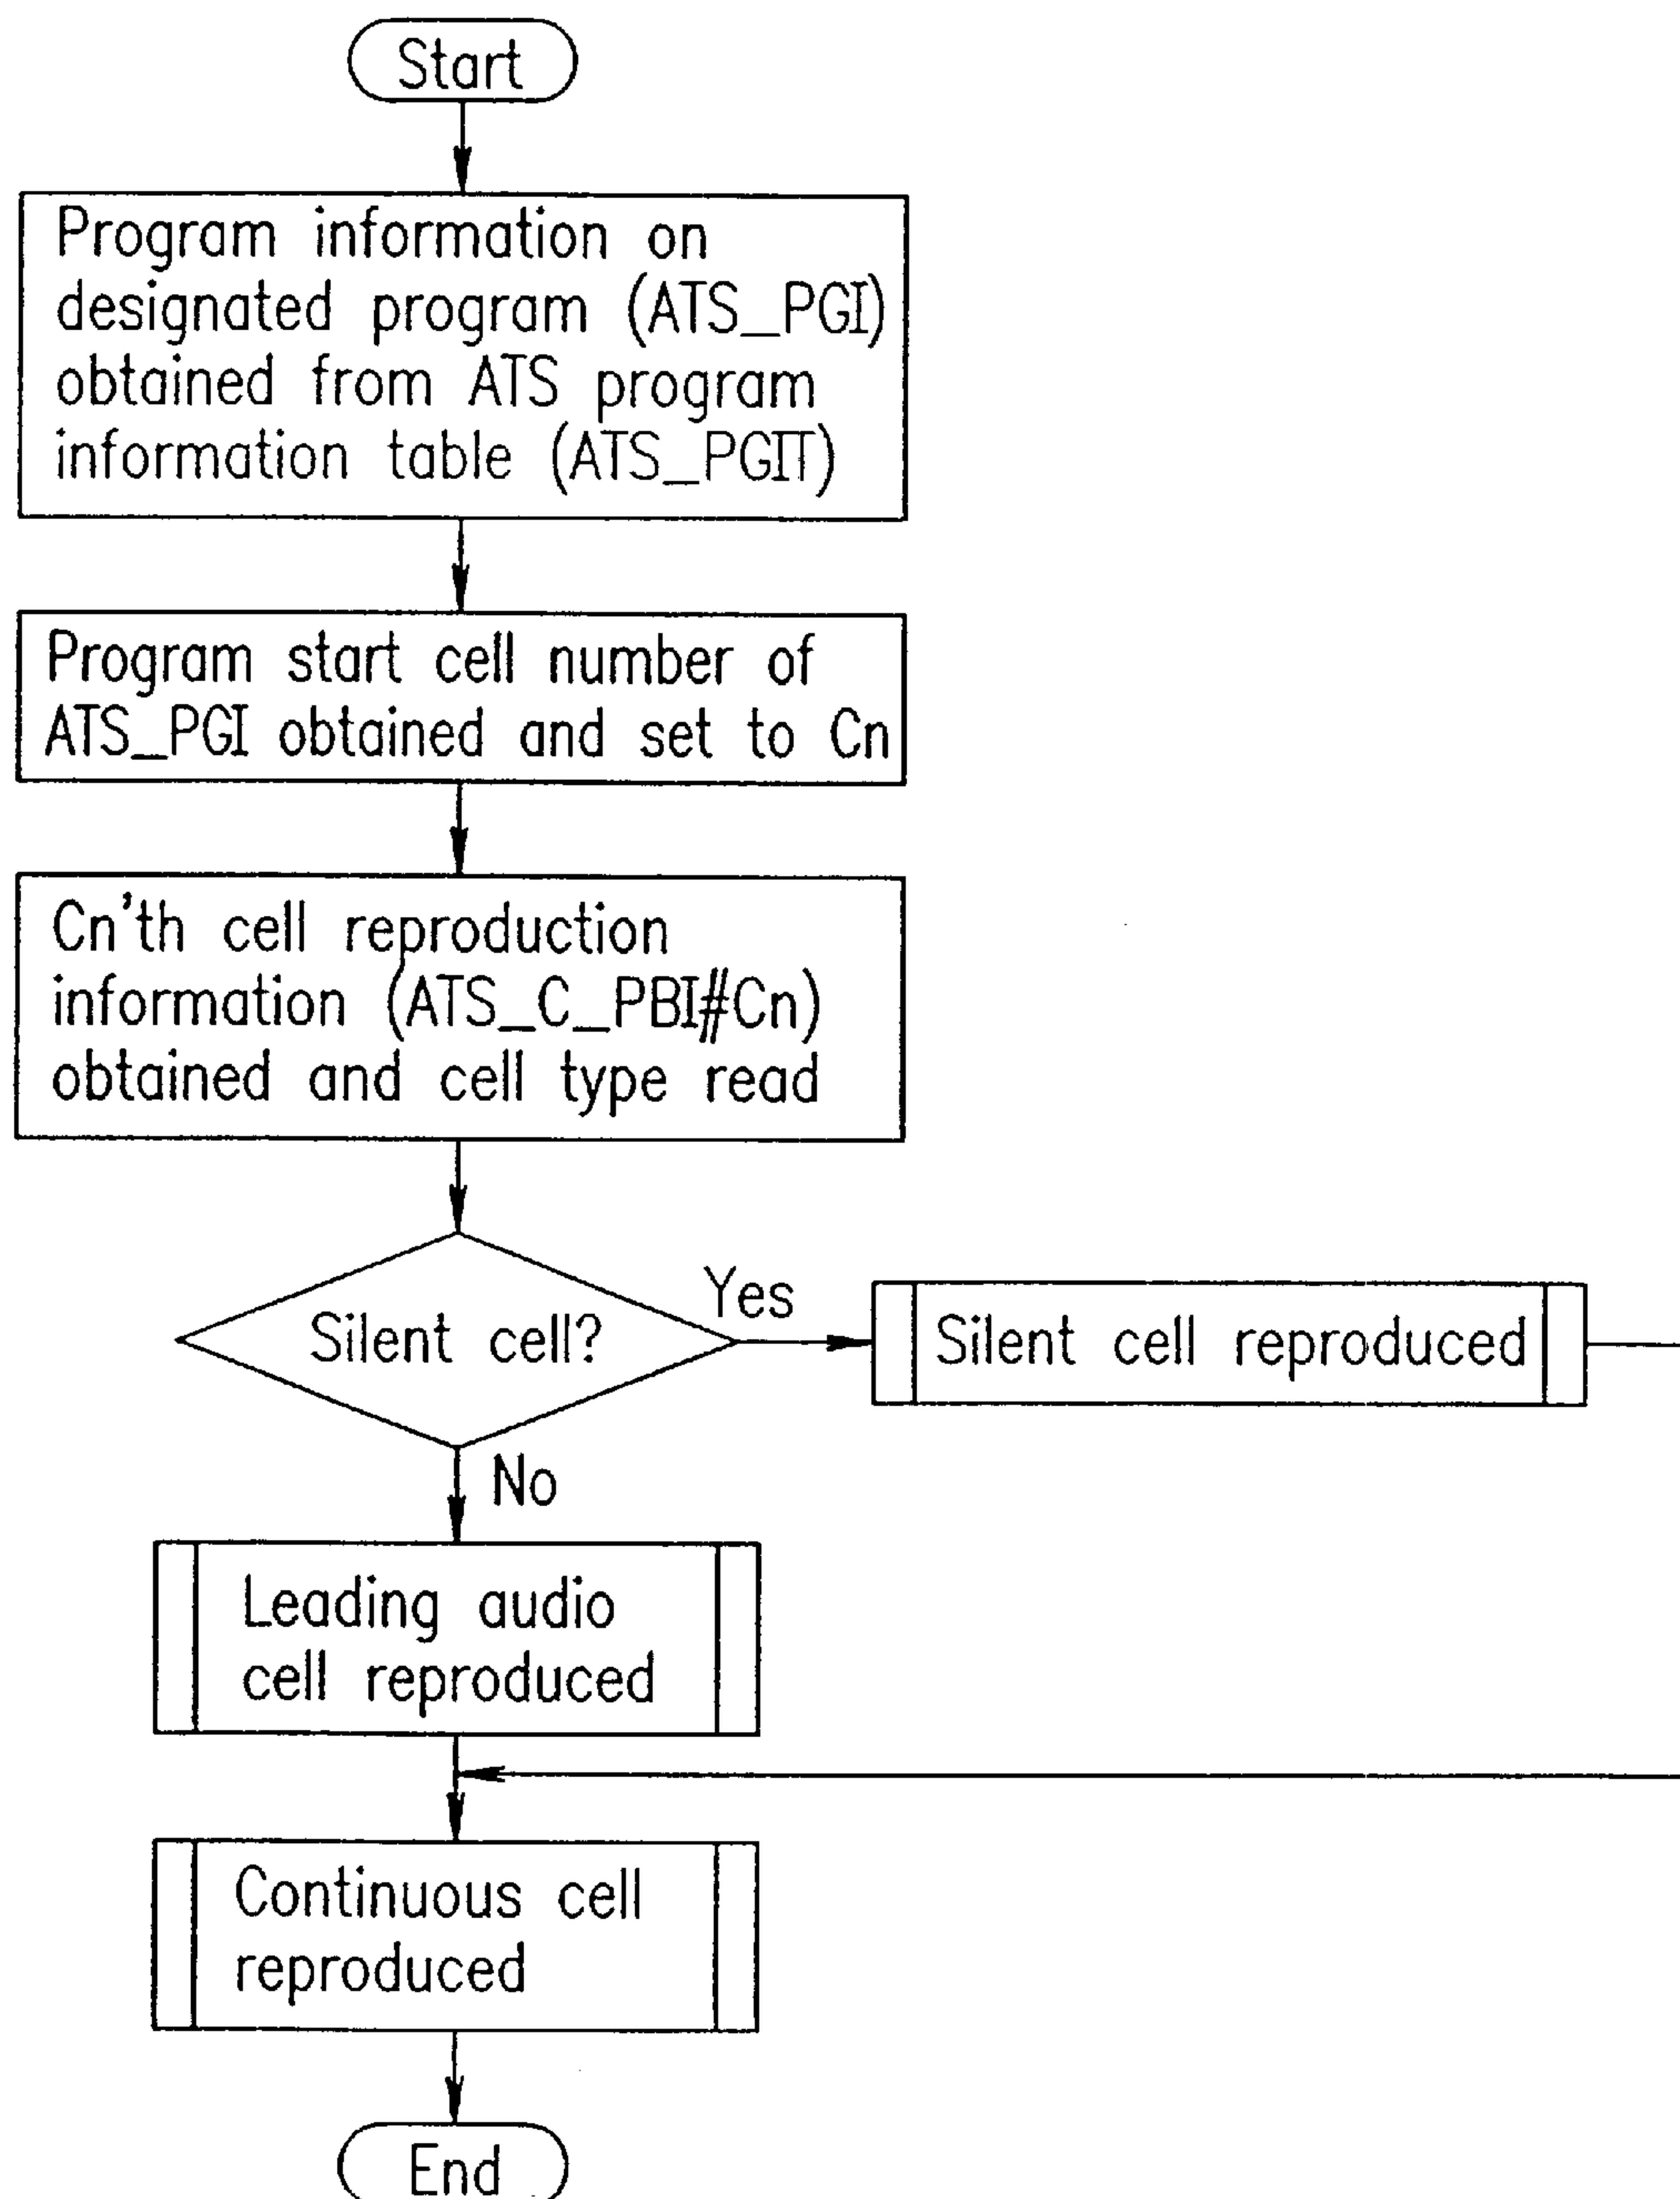 Start
Program information on
designated program (ATS_PGI)
obtained from ATS program
information table (ATS_PGIT)
Program start cell number of
ATS_PGI obtained and set to Cn
Cn'th cell reproduction
information (ATS_C_PBI#Cn)
obtained and cell type read
Silent cell?
Yes
Silent cell reproduced
No
Leading audio
cell reproduced
Continuous cell
reproduced
End